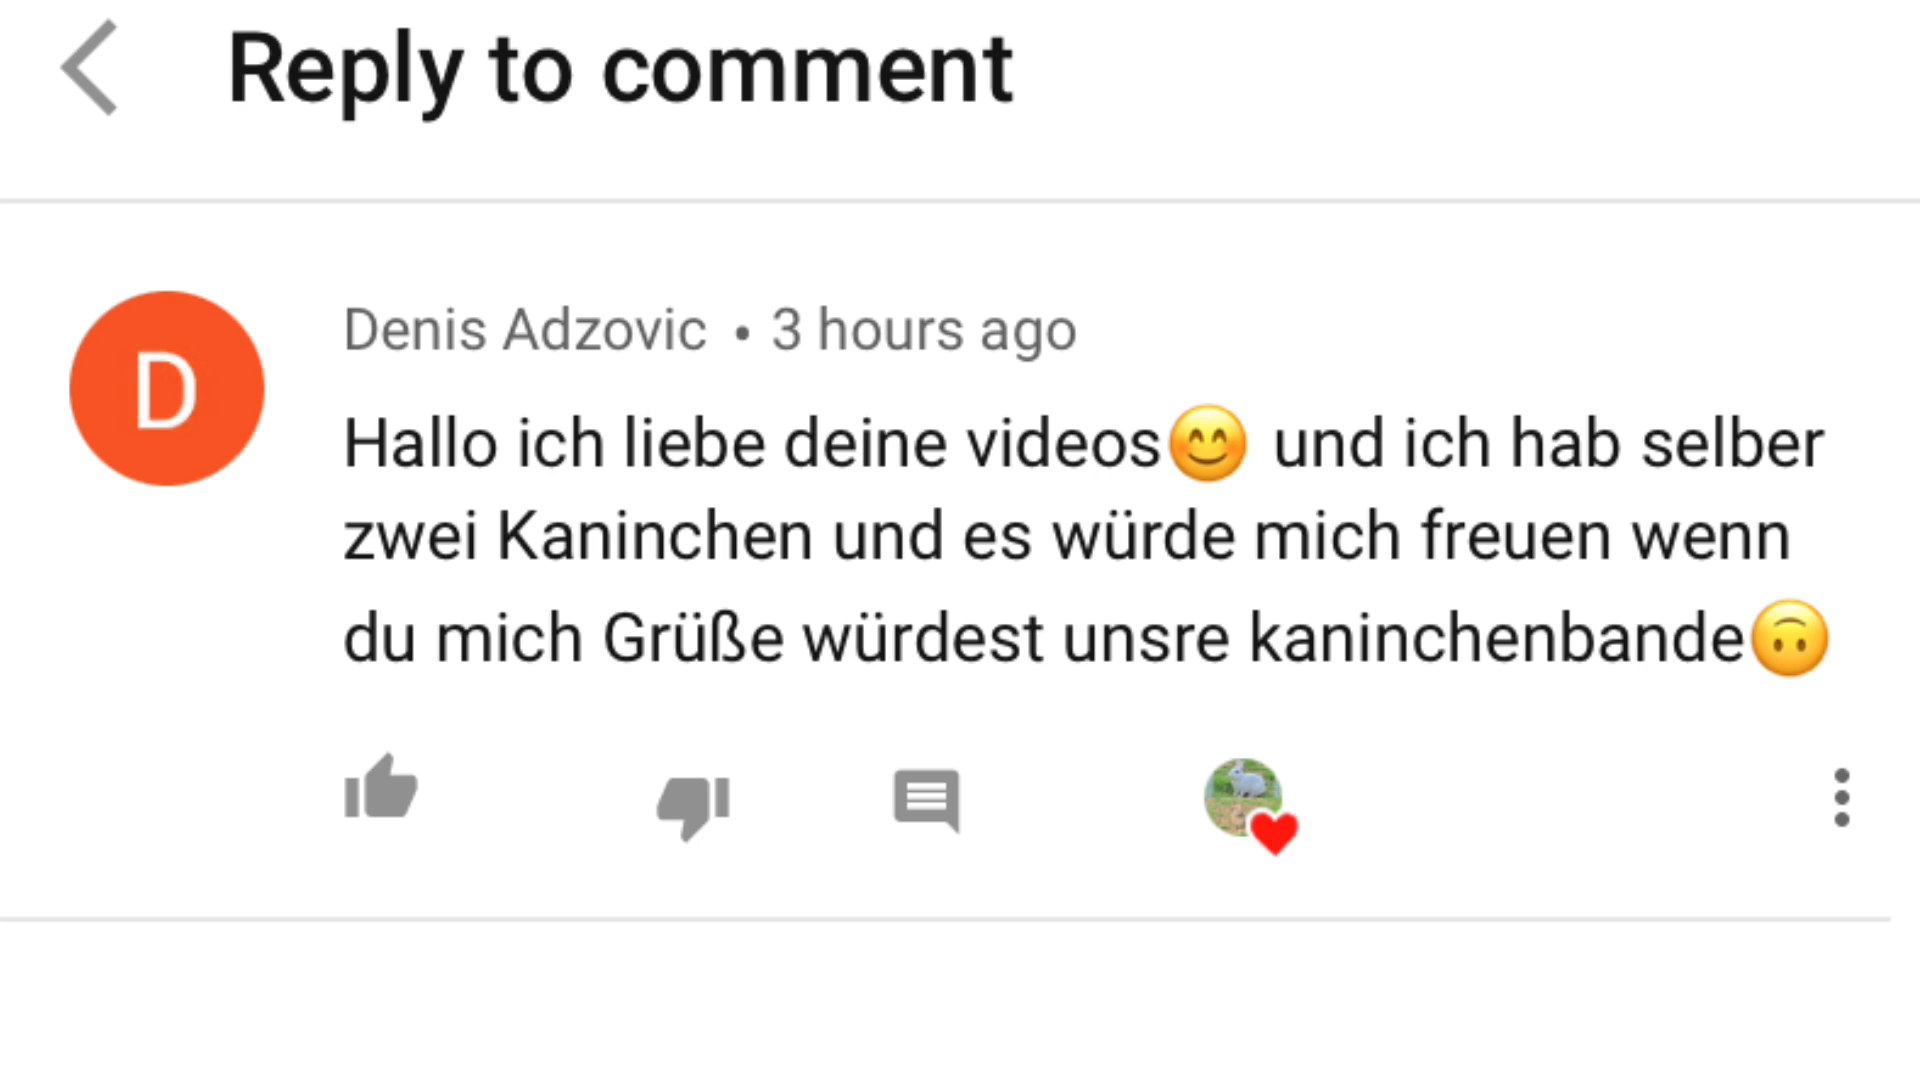 Reply to comment
D
Denis Adzovic • 3 hours ago
Hallo ich liebe deine videos😊 und ich hab selber
zwei Kaninchen und es würde mich freuen wenn
du mich Grüße würdest unsre kaninchenbande🙃